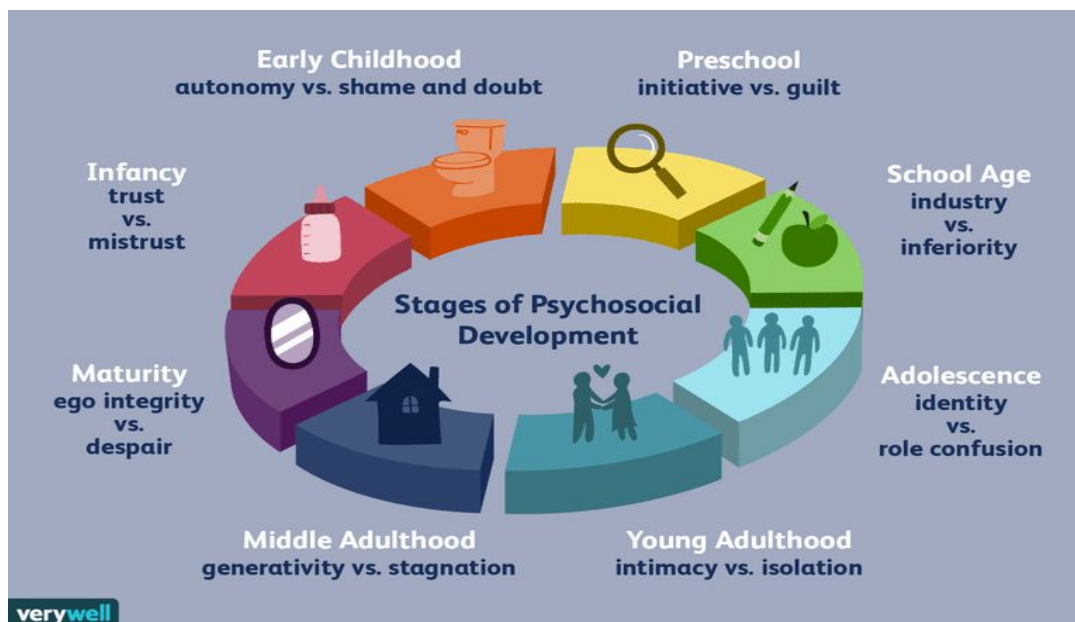 Early Childhood
autonomy vs. shame and doubt
Preschool
initiative vs. guilt
Infancy
trust
vs.
mistrust
School Age
industry
vs.
inferiority
Stages of Psychosocial
Development
Maturity
ego integrity
vs.
despair
Adolescence
identity
vs.
role confusion
Middle Adulthood
generativity vs. stagnation
Young Adulthood
intimacy vs. isolation
verywell